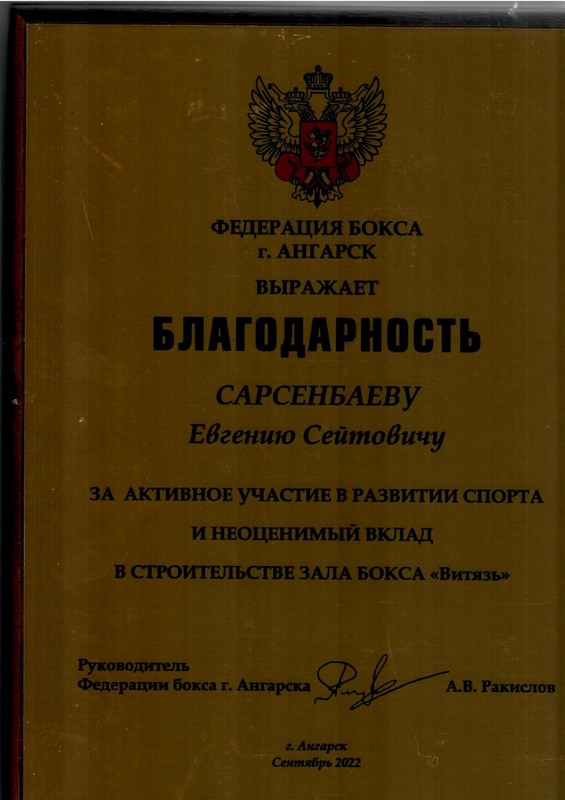 ФЕДЕРАЦИЯ БОКСА
г. АНГАРСК
ВЫРАЖАЕТ
БЛАГОДАРНОСТЬ
САРСЕНБАЕВУ
Евгению Сейтовичу
ЗА АКТИВНОЕ УЧАСТИЕ В РАЗВИТИИ СПОРТА
И НЕОЦЕНИМЫЙ ВКЛАД
В СТРОИТЕЛЬСТВЕ ЗАЛА БОКСА «Витязь»
Руководитель
Федерации бокса г. Ангарска А.В. Ракислов
г. Ангарск
Сентябрь 2022